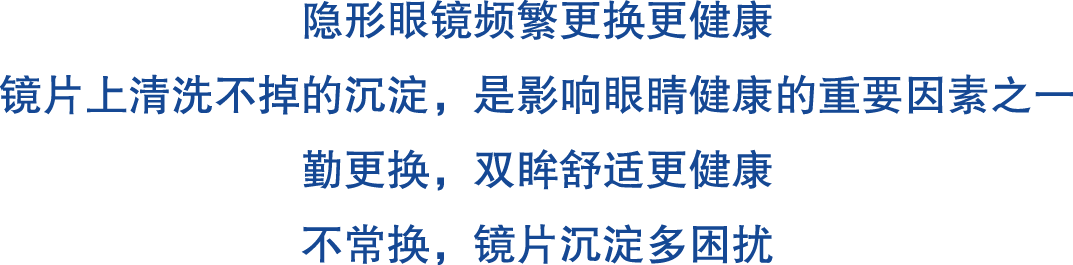 隐形眼镜频繁更换更健康
镜片上清洗不掉的沉淀，是影响眼睛健康的重要因素之一
勤更换，双眸舒适更健康
不常换，镜片沉淀多困扰